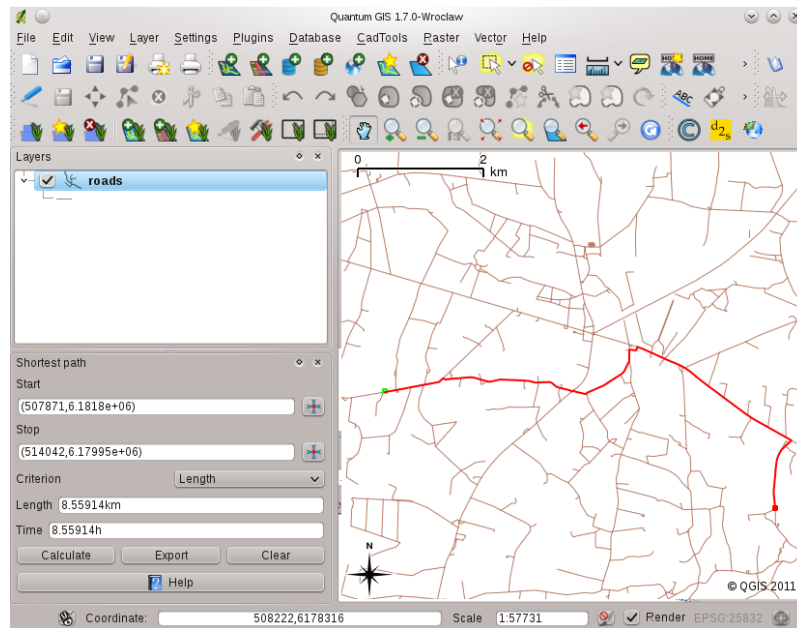 Quantum GIS 1.7.0-Wroclaw
File Edit View Layer Settings Plugins Database CadTools Raster Vector Help
ABC
C d2s
Layers
roads
0 2
km
Shortest path
Start
(507871,6.1818e+06)
Stop
(514042,6.17995e+06)
Criterion Length
Length 8.55914km
Time 8.55914h
Calculate Export Clear
? Help
N
© QGIS 2011
Coordinate: 508222,6178316 Scale 1:57731 Render EPSG:25832